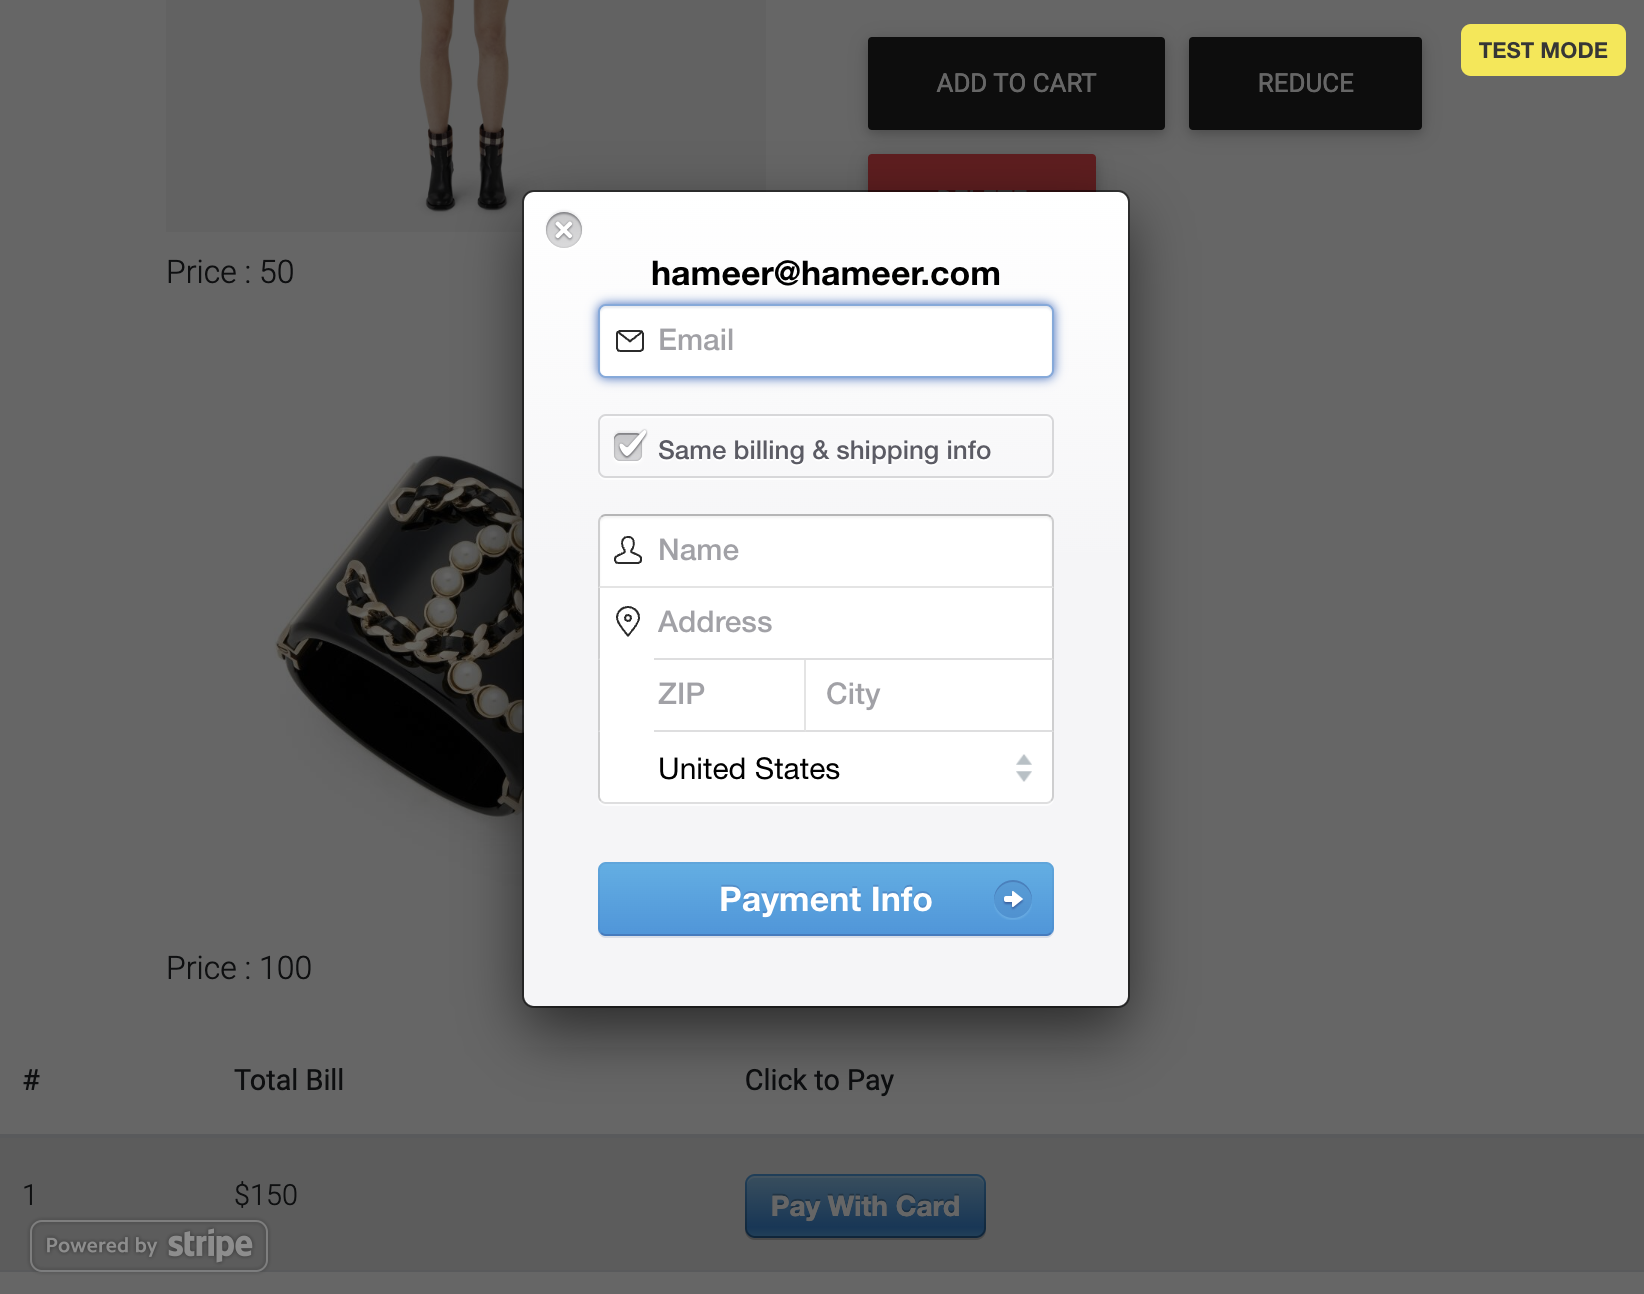 ADD TO CART
REDUCE
TEST MODE
Price : 50
hameer@hameer.com
Email
Same billing & shipping info
Name
Address
ZIP
City
United States
Payment Info
Price : 100
# Total Bill Click to Pay
1 $150 Pay With Card
Powered by stripe